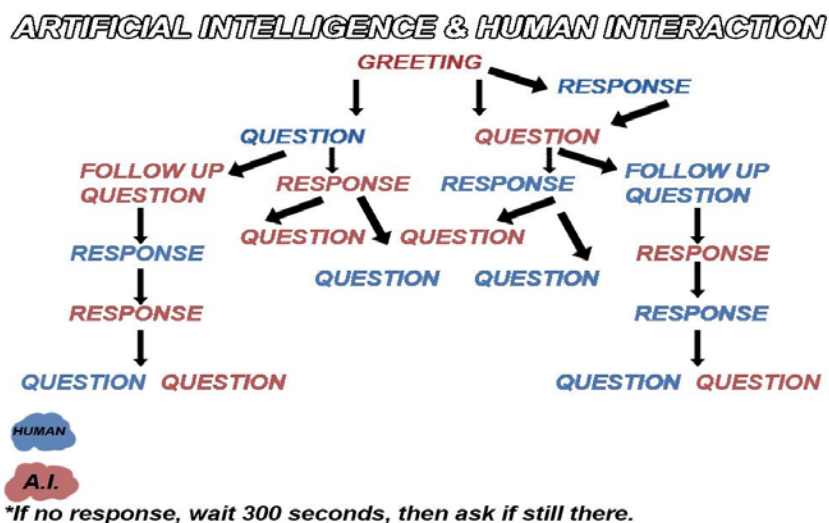 ARTIFICIAL INTELLIGENCE & HUMAN INTERACTION
GREETING
RESPONSE
QUESTION
QUESTION
FOLLOW UP
QUESTION
RESPONSE
RESPONSE
FOLLOW UP
QUESTION
QUESTION
QUESTION
RESPONSE
RESPONSE
QUESTION
QUESTION
RESPONSE
RESPONSE
QUESTION
QUESTION
QUESTION
QUESTION
HUMAN
A.I.
*If no response, wait 300 seconds, then ask if still there.